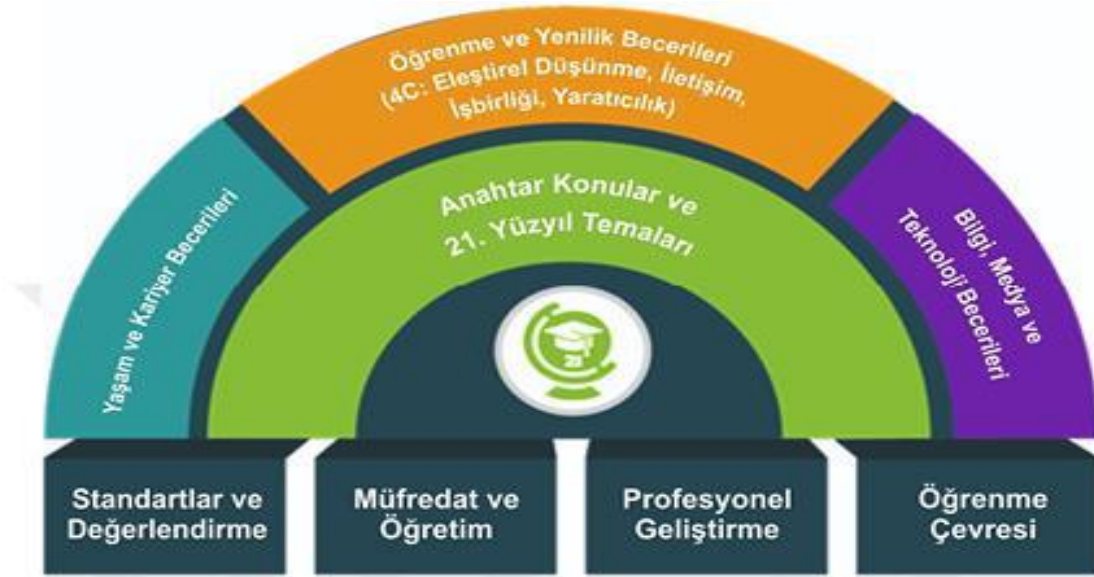 Öğrenme ve Yenilik Becerileri
(4C: Eleştirel Düşünme, İletişim,
İşbirliği, Yaratıcılık)
Yaşam ve Kariyer Becerileri
Anahtar Konular ve
21. Yüzyıl Temaları
Bilgi, Medya ve
Teknoloji Becerileri
21
Standartlar ve
Değerlendirme
Müfredat ve
Öğretim
Profesyonel
Geliştirme
Öğrenme
Çevresi